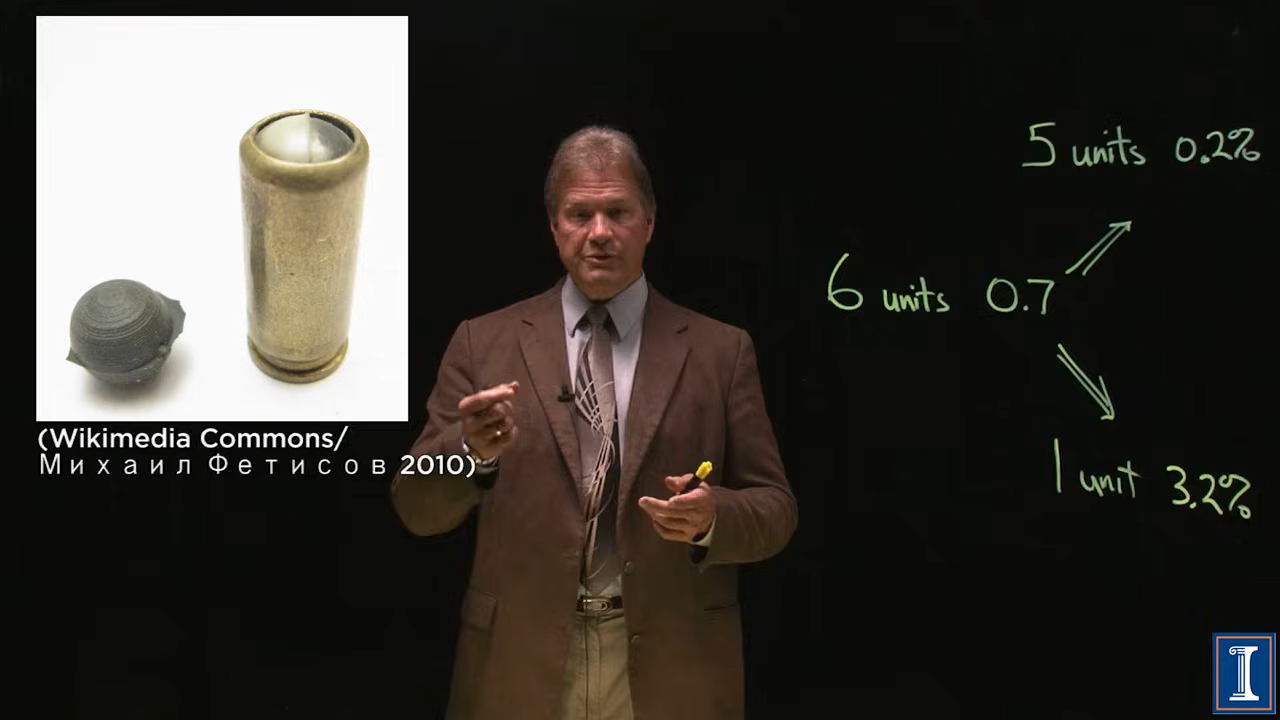 (Wikimedia Commons/
Михаил Фетисов 2010)
5 units 0.2%
6 units 0.7
1 unit 3.2%
I